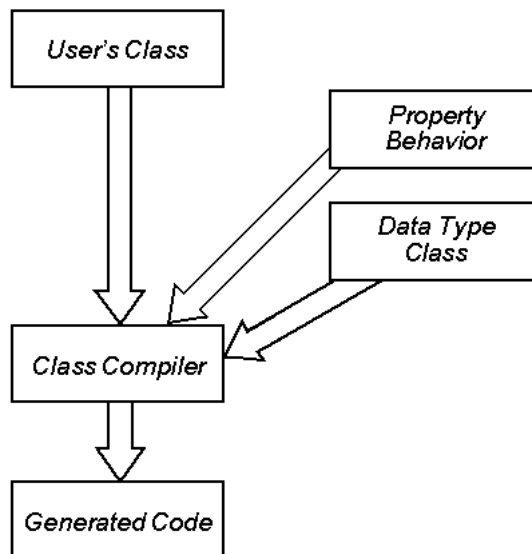 User's Class
Property
Behavior
Data Type
Class
Class Compiler
Generated Code